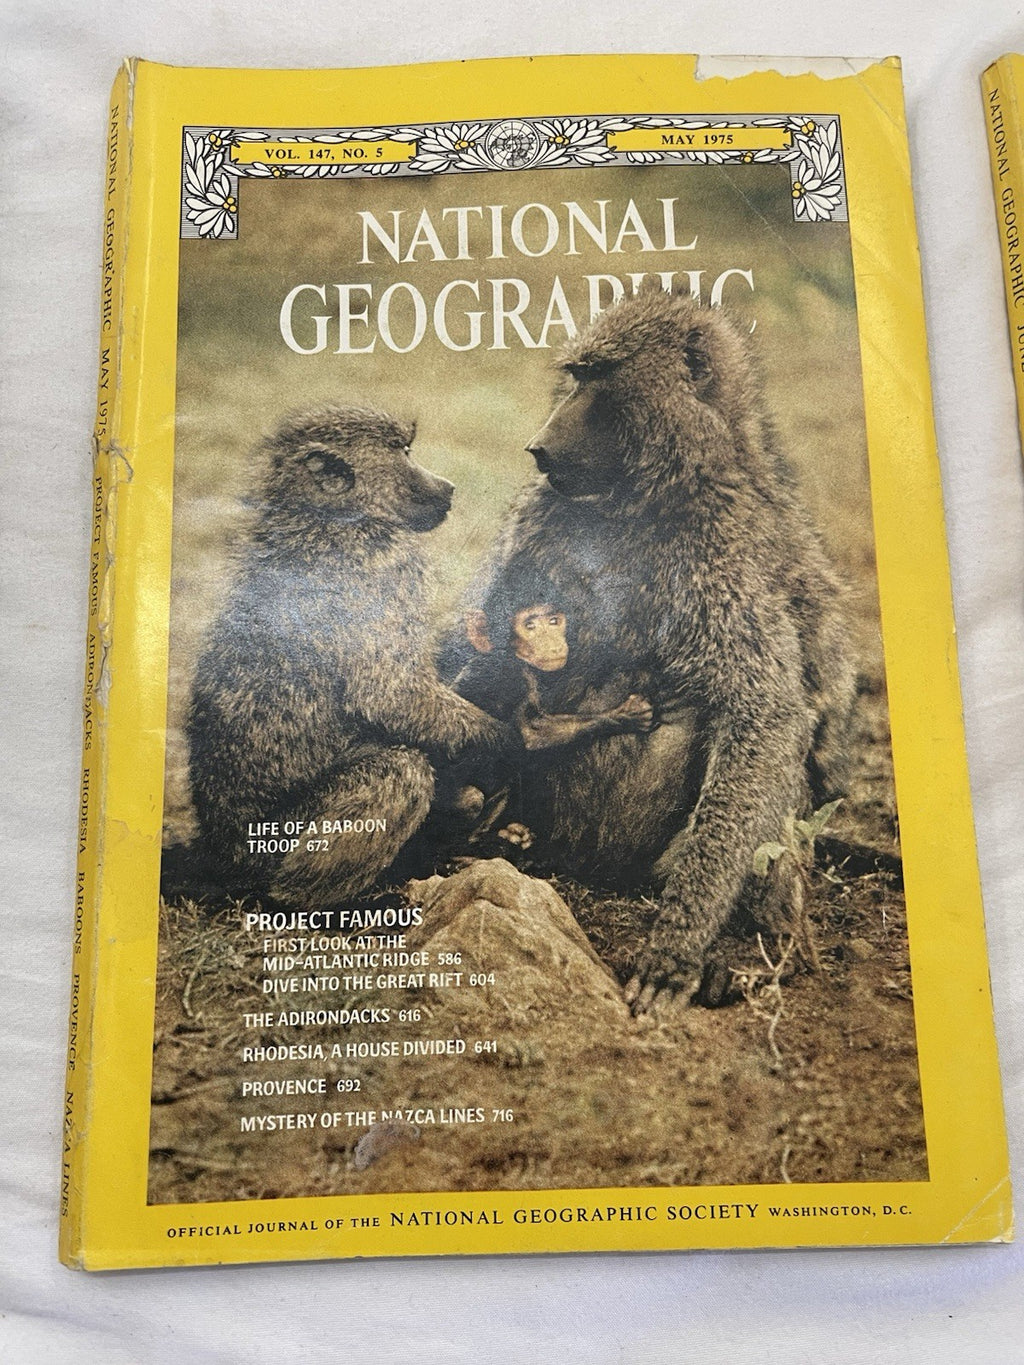 VOL. 147, NO. 5
MAY 1975
NATIONAL
GEOGRAPHIC
LIFE OF A BABOON
TROOP 672
PROJECT FAMOUS
FIRST LOOK AT THE
MID-ATLANTIC RIDGE 586
DIVE INTO THE GREAT RIFT 604
THE ADIRONDACKS 616
RHODESIA, A HOUSE DIVIDED 641
PROVENCE 692
MYSTERY OF THE NAZCA LINES 716
OFFICIAL JOURNAL OF THE NATIONAL GEOGRAPHIC SOCIETY WASHINGTON, D.C.
NATIONAL GEOGRAPHIC MAY 1975 PROJECT FAMOUS ADIRONDACKS RHODESIA BABOONS PROVENCE NAZCA LINES
NATIONAL GEOGRAPHIC JUNE